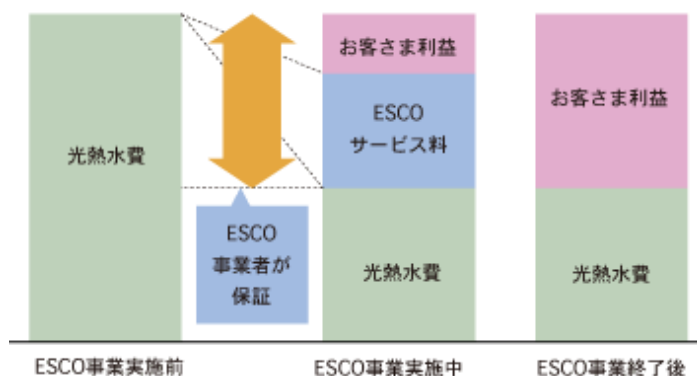 光熱水費
ESCO
事業者が
保証
お客さま利益
ESCO
サービス料
光熱水費
お客さま利益
光熱水費
ESCO事業実施前
ESCO事業実施中
ESCO事業終了後